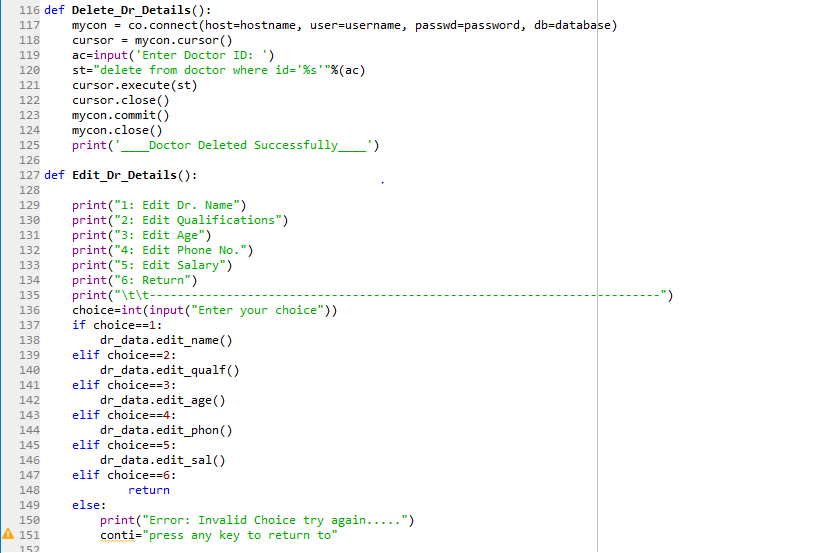 116 def Delete_Dr_Details():
117     mycon = co.connect(host=hostname, user=username, passwd=password, db=database)
118     cursor = mycon.cursor()
119     ac=input('Enter Doctor ID: ')
120     st="delete from doctor where id='%s'"%(ac)
121     cursor.execute(st)
122     cursor.close()
123     mycon.commit()
124     mycon.close()
125     print('____Doctor Deleted Successfully____')
126
127 def Edit_Dr_Details():
128
129     print("1: Edit Dr. Name")
130     print("2: Edit Qualifications")
131     print("3: Edit Age")
132     print("4: Edit Phone No.")
133     print("5: Edit Salary")
134     print("6: Return")
135     print("\t\t-------------------------------------------------------------------------")
136     choice=int(input("Enter your choice"))
137     if choice==1:
138         dr_data.edit_name()
139     elif choice==2:
140         dr_data.edit_qualf()
141     elif choice==3:
142         dr_data.edit_age()
143     elif choice==4:
144         dr_data.edit_phon()
145     elif choice==5:
146         dr_data.edit_sal()
147     elif choice==6:
148             return
149     else:
150         print("Error: Invalid Choice try again.....")
151         conti="press any key to return to"
152